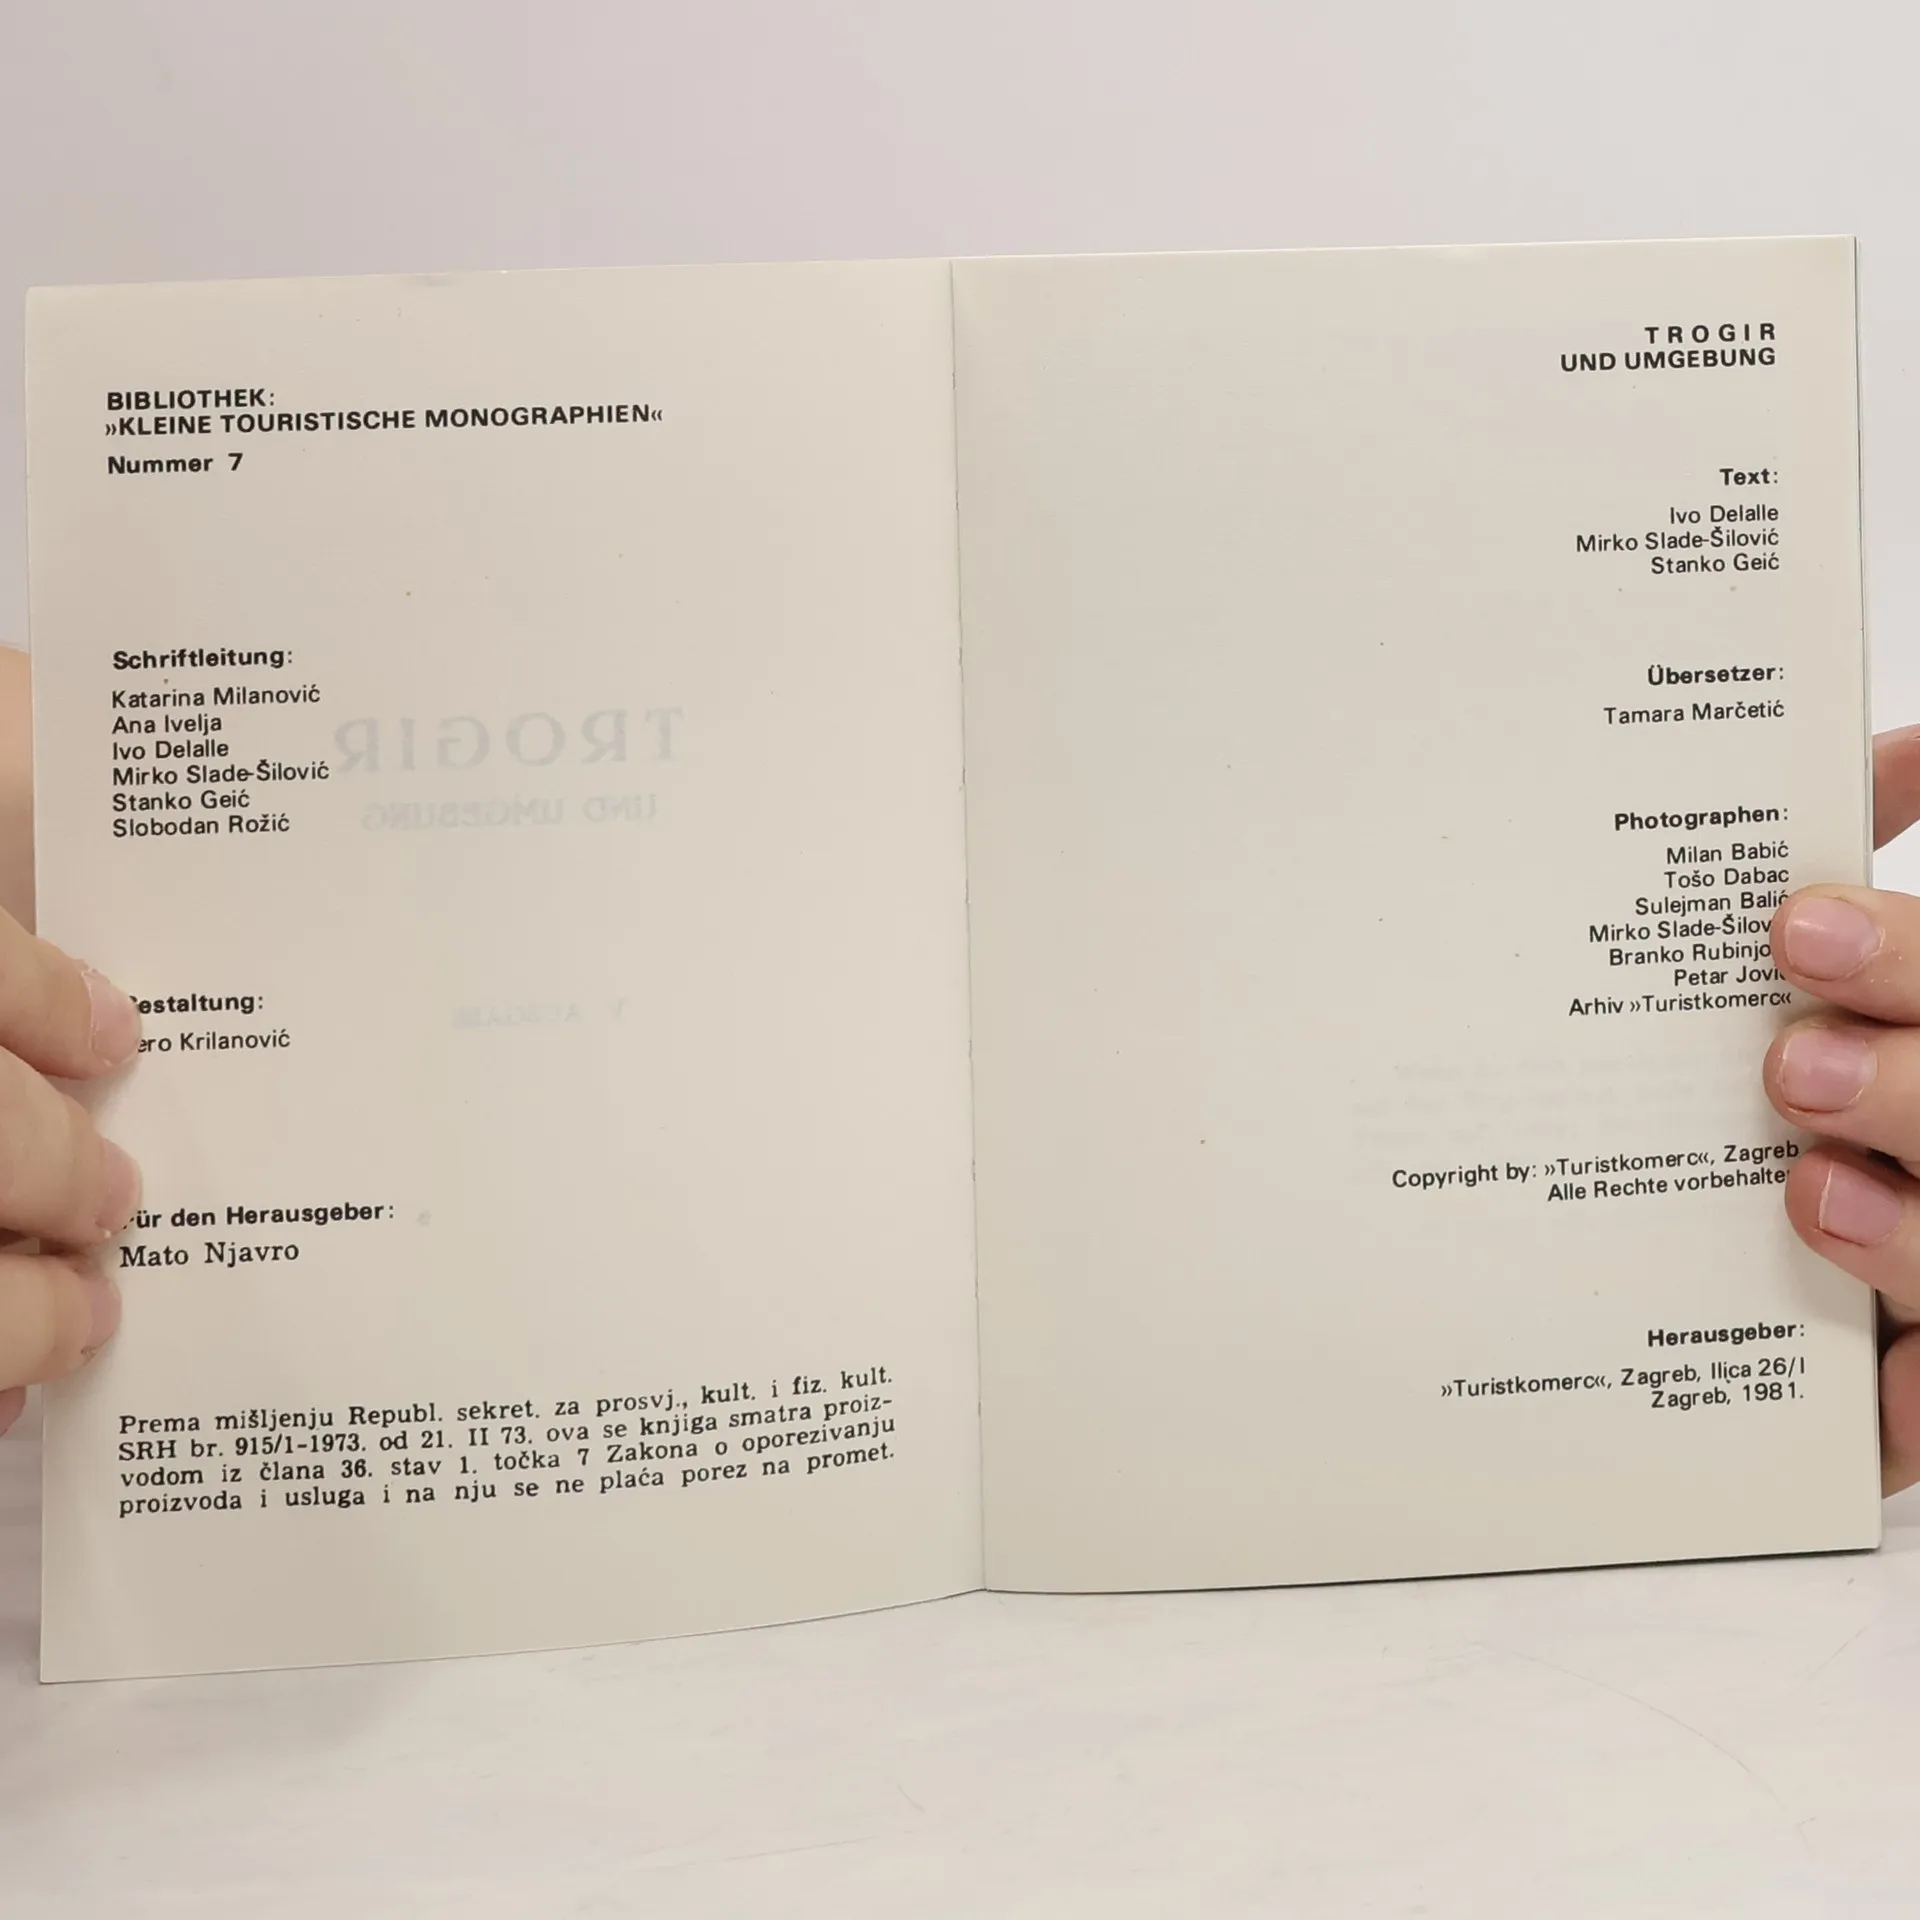 BIBLIOTHEK:
»KLEINE TOURISTISCHE MONOGRAPHIEN«
Nummer 7
Schriftleitung:
Katarina Milanović
Ana Ivelja
Ivo Delalle
Mirko Slade-Šilović
Stanko Geić
Slobodan Rožić
Krilanović
den Herausgeber:
Mato Njavro
Prema mišljenju Republ. sekret. za prosvj., kult. i fiz. kult.
SRH br. 915/1-1973. od 21. II 73. ova se knjiga smatra proiz-
vodom iz člana 36. stav 1. točka 7 Zakona o oporezivanju
proizvoda i usluga i na nju se ne plaća porez na promet.
TROGIR
UND UMGEBUNG
Text:
Ivo Delalle
Mirko Slade-Šilović
Stanko Geić
Übersetzer:
Tamara Marčetić
Photographen:
Milan Babić
Tošo Dabac
Sulejman Balić
Mirko
Branko
Petar
Arhiv »Turistkomerc«
Copyright by: »Turistkomerc«, Zagreb
Alle Rechte
Herausgeber:
»Turistkomerc«, Zagreb, Ilica 26/I
Zagreb, 1981.